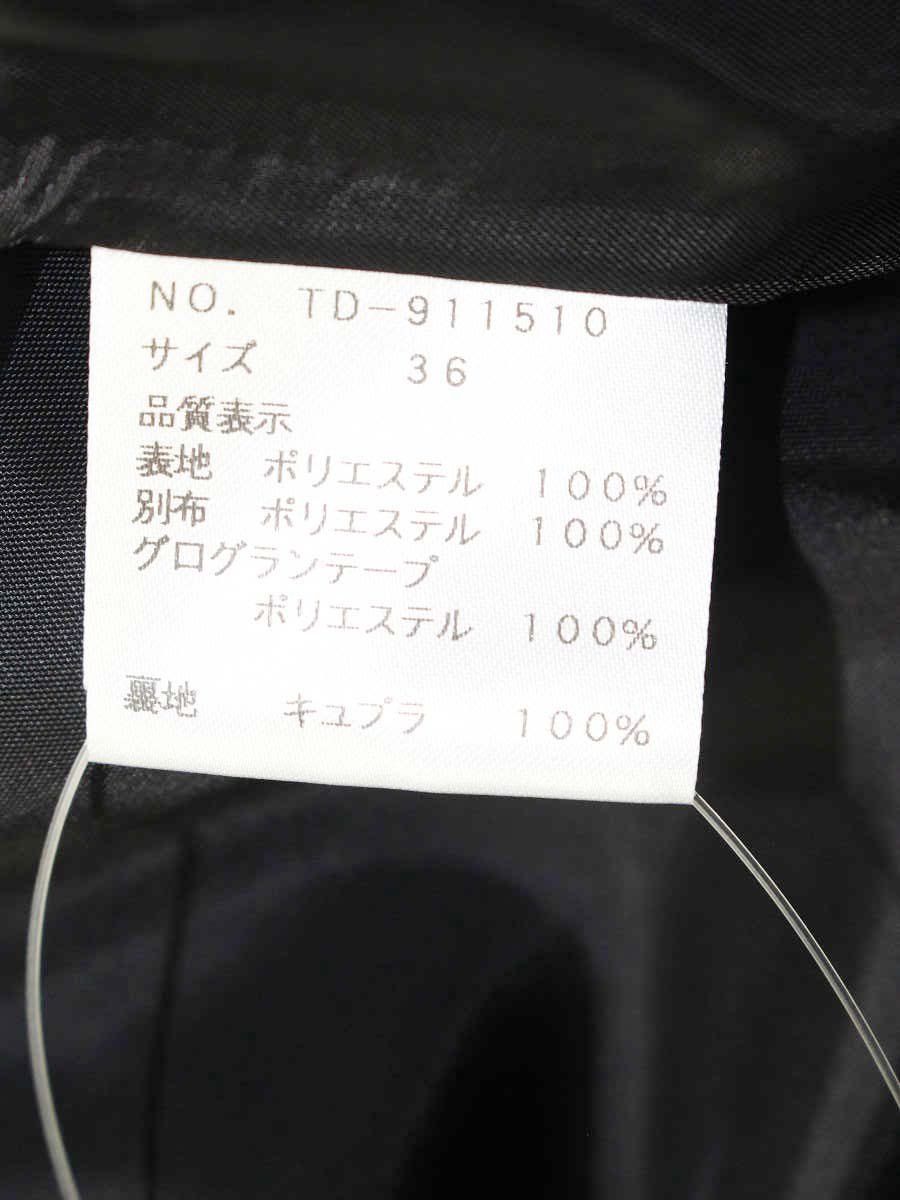 NO. TD-911510
サイズ 36
品質表示
表地 ポリエステル 100%
別布 ポリエステル 100%
グログランテープ
ポリエステル 100%
裏地 キュプラ 100%